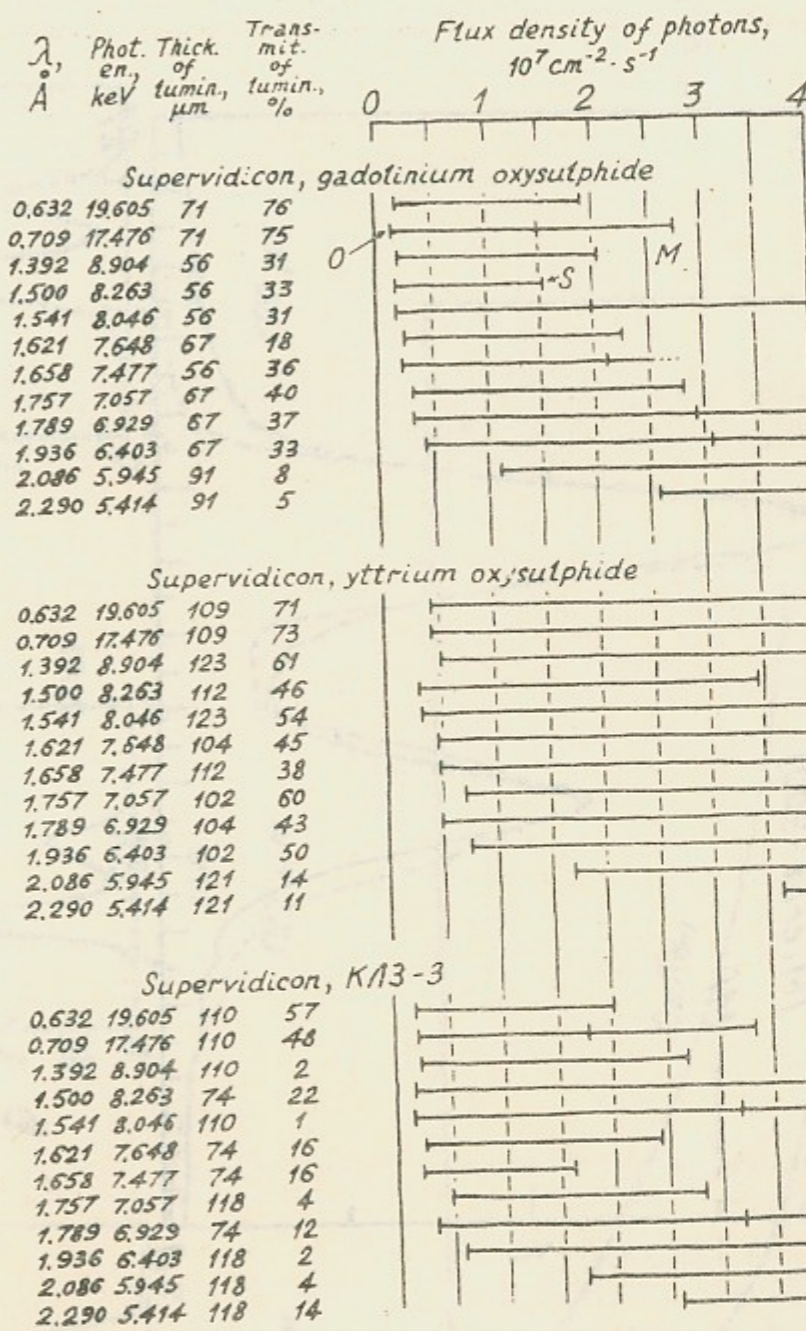 λ, Å
Phot. en., keV
Thick. of lumin., μm
Trans- mit. of lumin., %
Flux density of photons,
10⁷ cm⁻² · s⁻¹
0 1 2 3 4
Supervidicon, gadolinium oxysulphide
0.632 19.605 71 76
0.709 17.476 71 75
1.392 8.904 56 31
1.500 8.263 56 33
1.541 8.046 56 31
1.621 7.648 67 18
1.658 7.477 56 36
1.757 7.057 67 40
1.789 6.929 67 37
1.936 6.403 67 33
2.086 5.945 91 8
2.290 5.414 91 5
O
M
S
Supervidicon, yttrium oxysulphide
0.632 19.605 109 71
0.709 17.476 109 73
1.392 8.904 123 61
1.500 8.263 112 46
1.541 8.046 123 54
1.621 7.648 104 45
1.658 7.477 112 38
1.757 7.057 102 60
1.789 6.929 104 43
1.936 6.403 102 50
2.086 5.945 121 14
2.290 5.414 121 11
Supervidicon, КЛЗ-3
0.632 19.605 110 57
0.709 17.476 110 48
1.392 8.904 110 2
1.500 8.263 74 22
1.541 8.046 110 1
1.621 7.648 74 16
1.658 7.477 74 16
1.757 7.057 118 4
1.789 6.929 74 12
1.936 6.403 118 2
2.086 5.945 118 4
2.290 5.414 118 14